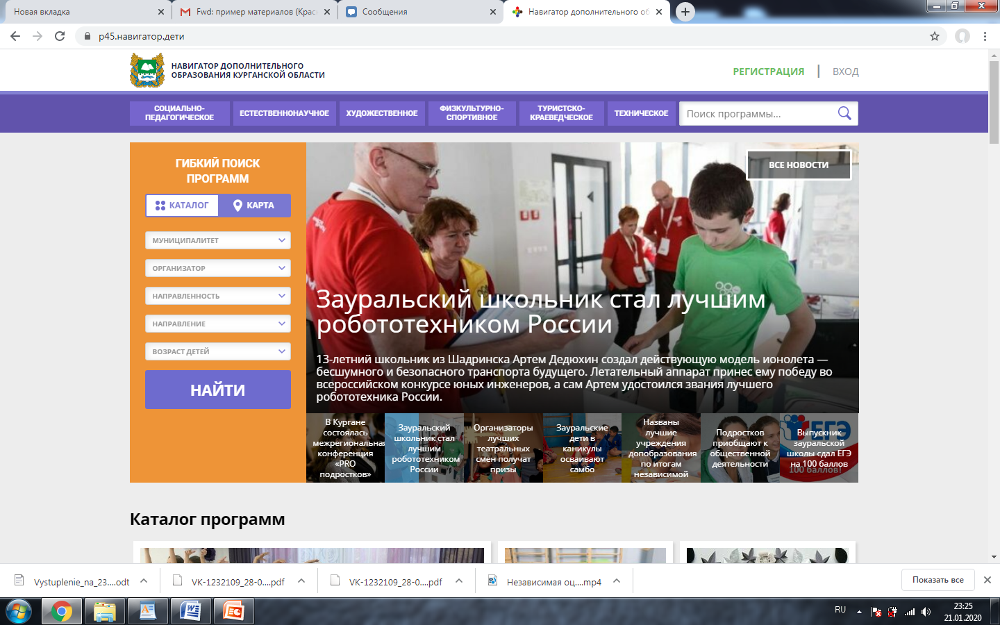 Новая вкладка
Fwd: пример материалов (Крас
Сообщения
Навигатор дополнительного об
p45.навигатор.дети
НАВИГАТОР ДОПОЛНИТЕЛЬНОГО
ОБРАЗОВАНИЯ КУРГАНСКОЙ ОБЛАСТИ
РЕГИСТРАЦИЯ | ВХОД
СОЦИАЛЬНО-
ПЕДАГОГИЧЕСКОЕ
ЕСТЕСТВЕННОНАУЧНОЕ
ХУДОЖЕСТВЕННОЕ
ФИЗКУЛЬТУРНО-
СПОРТИВНОЕ
ТУРИСТСКО-
КРАЕВЕДЧЕСКОЕ
ТЕХНИЧЕСКОЕ
Поиск программы...
ГИБКИЙ ПОИСК
ПРОГРАММ
КАТАЛОГ
КАРТА
МУНИЦИПАЛИТЕТ
ОРГАНИЗАТОР
НАПРАВЛЕННОСТЬ
НАПРАВЛЕНИЕ
ВОЗРАСТ ДЕТЕЙ
НАЙТИ
ВСЕ НОВОСТИ
Зауральский школьник стал лучшим
робототехником России
13-летний школьник из Шадринска Артем Дедюхин создал действующую модель ионолета —
бесшумного и безопасного транспорта будущего. Летательный аппарат принес ему победу во
всероссийском конкурсе юных инженеров, а сам Артем удостоился звания лучшего
робототехника России.
В Кургане
состоялась
межрегиональная
конференция
«PRO
подростков»
Зауральский
школьник стал
лучшим
робототехником
России
Организаторы
лучших
театральных
смен получат
призы
Зауральские
дети в
каникулы
осваивают
самбо
Названы
лучшие
учреждения
допобразования
по итогам
независимой
Подростков
приобщают к
общественной
деятельности
ЕГЭ
Выпускник
зауральской
школы сдал ЕГЭ
на 100 баллов
100 баллов!
Каталог программ
Vystuplenie_na_23....odt
VK-1232109_28-0....pdf
VK-1232109_28-0....pdf
Независимая оц....mp4
Показать все
RU
23:25
21.01.2020